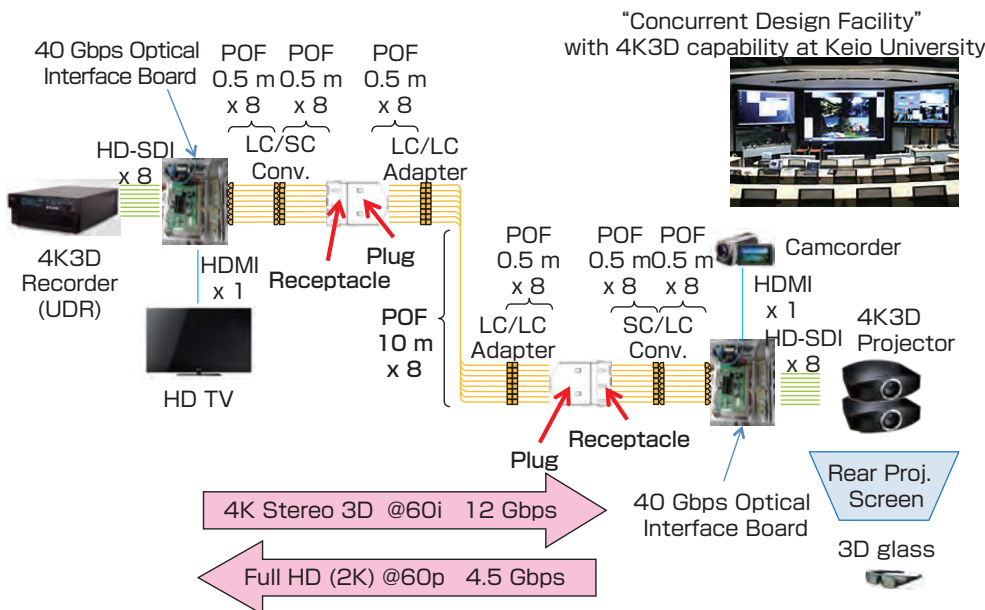 “Concurrent Design Facility”
with 4K3D capability at Keio University
40 Gbps Optical
Interface Board
POF
0.5 m
x 8
POF
0.5 m
x 8
POF
0.5 m
x 8
LC/SC
Conv.
LC/LC
Adapter
HD-SDI
x 8
4K3D
Recorder
(UDR)
HDMI
x 1
HD TV
Receptacle
Plug
POF
10 m
x 8
POF
0.5 m
x 8
POF
0.5 m
x 8
POF
0.5 m
x 8
LC/LC
Adapter
SC/LC
Conv.
Camcorder
HDMI
x 1
HD-SDI
x 8
4K3D
Projector
Plug
Receptacle
40 Gbps Optical
Interface Board
Rear Proj.
Screen
3D glass
4K Stereo 3D @60i 12 Gbps
Full HD (2K) @60p 4.5 Gbps